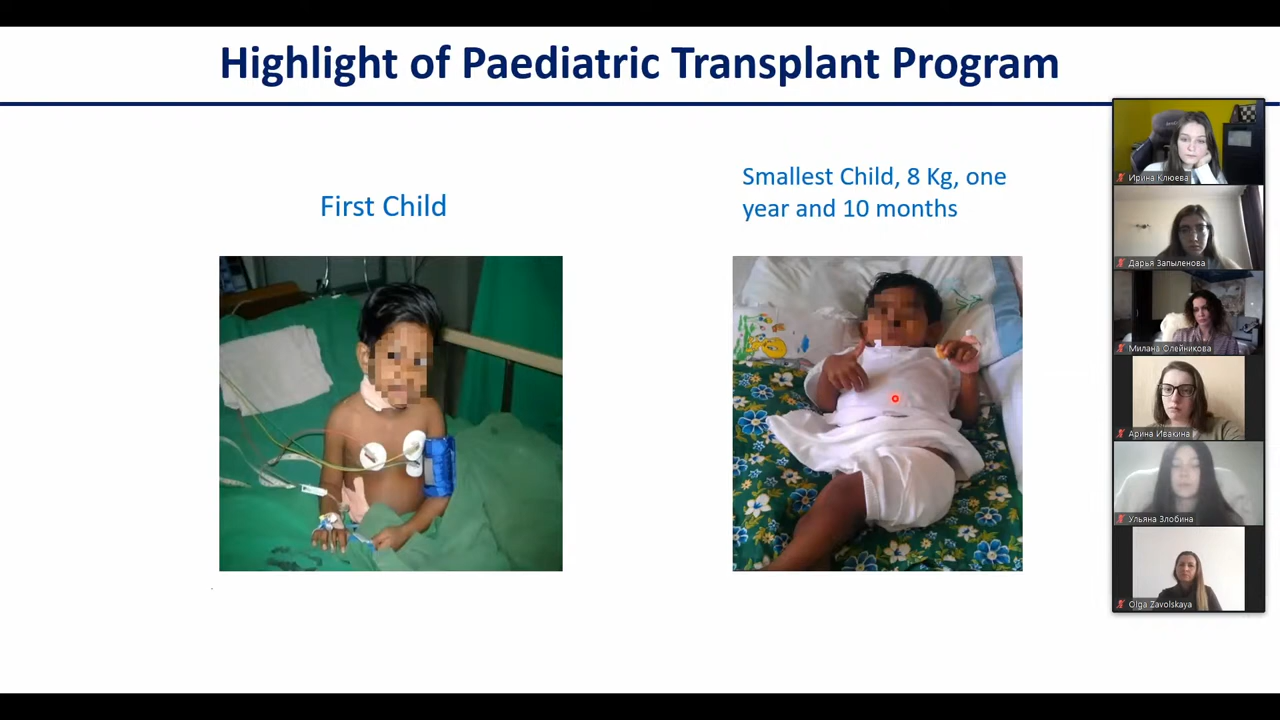 Highlight of Paediatric Transplant Program
First Child
Smallest Child, 8 Kg, one
year and 10 months
Ирина Клюева
Дарья Запыленова
Милана Олейникова
Арина Ивакина
Ульяна Злобина
Olga Zavolskaya